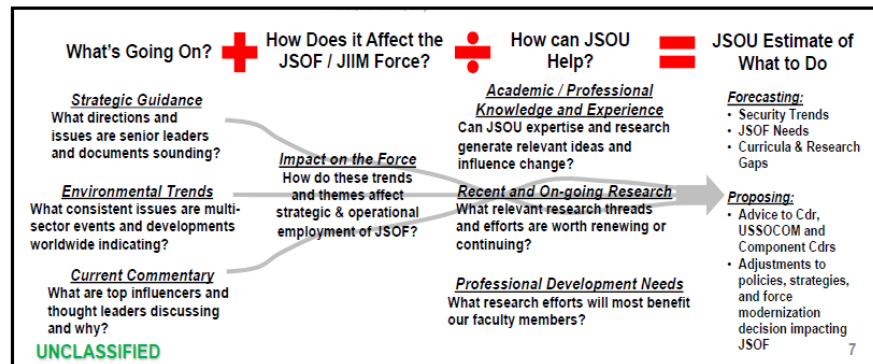 What's Going On?
How Does it Affect the
JSOF / JIIM Force?
How can JSOU
Help?
JSOU Estimate of
What to Do
Strategic Guidance
What directions and
issues are senior leaders
and documents sounding?
Environmental Trends
What consistent issues are multi-
sector events and developments
worldwide indicating?
Current Commentary
What are top influencers and
thought leaders discussing
and why?
Impact on the Force
How do these trends
and themes affect
strategic & operational
employment of JSOF?
Academic / Professional
Knowledge and Experience
Can JSOU expertise and research
generate relevant ideas and
influence change?
Recent and On-going Research
What relevant research threads
and efforts are worth renewing or
continuing?
Professional Development Needs
What research efforts will most benefit
our faculty members?
Forecasting:
• Security Trends
• JSOF Needs
• Curricula & Research
Gaps
Proposing:
• Advice to Cdr,
USSOCOM and
Component Cdrs
• Adjustments to
policies, strategies,
and force
modernization
decision impacting
JSOF
UNCLASSIFIED
7